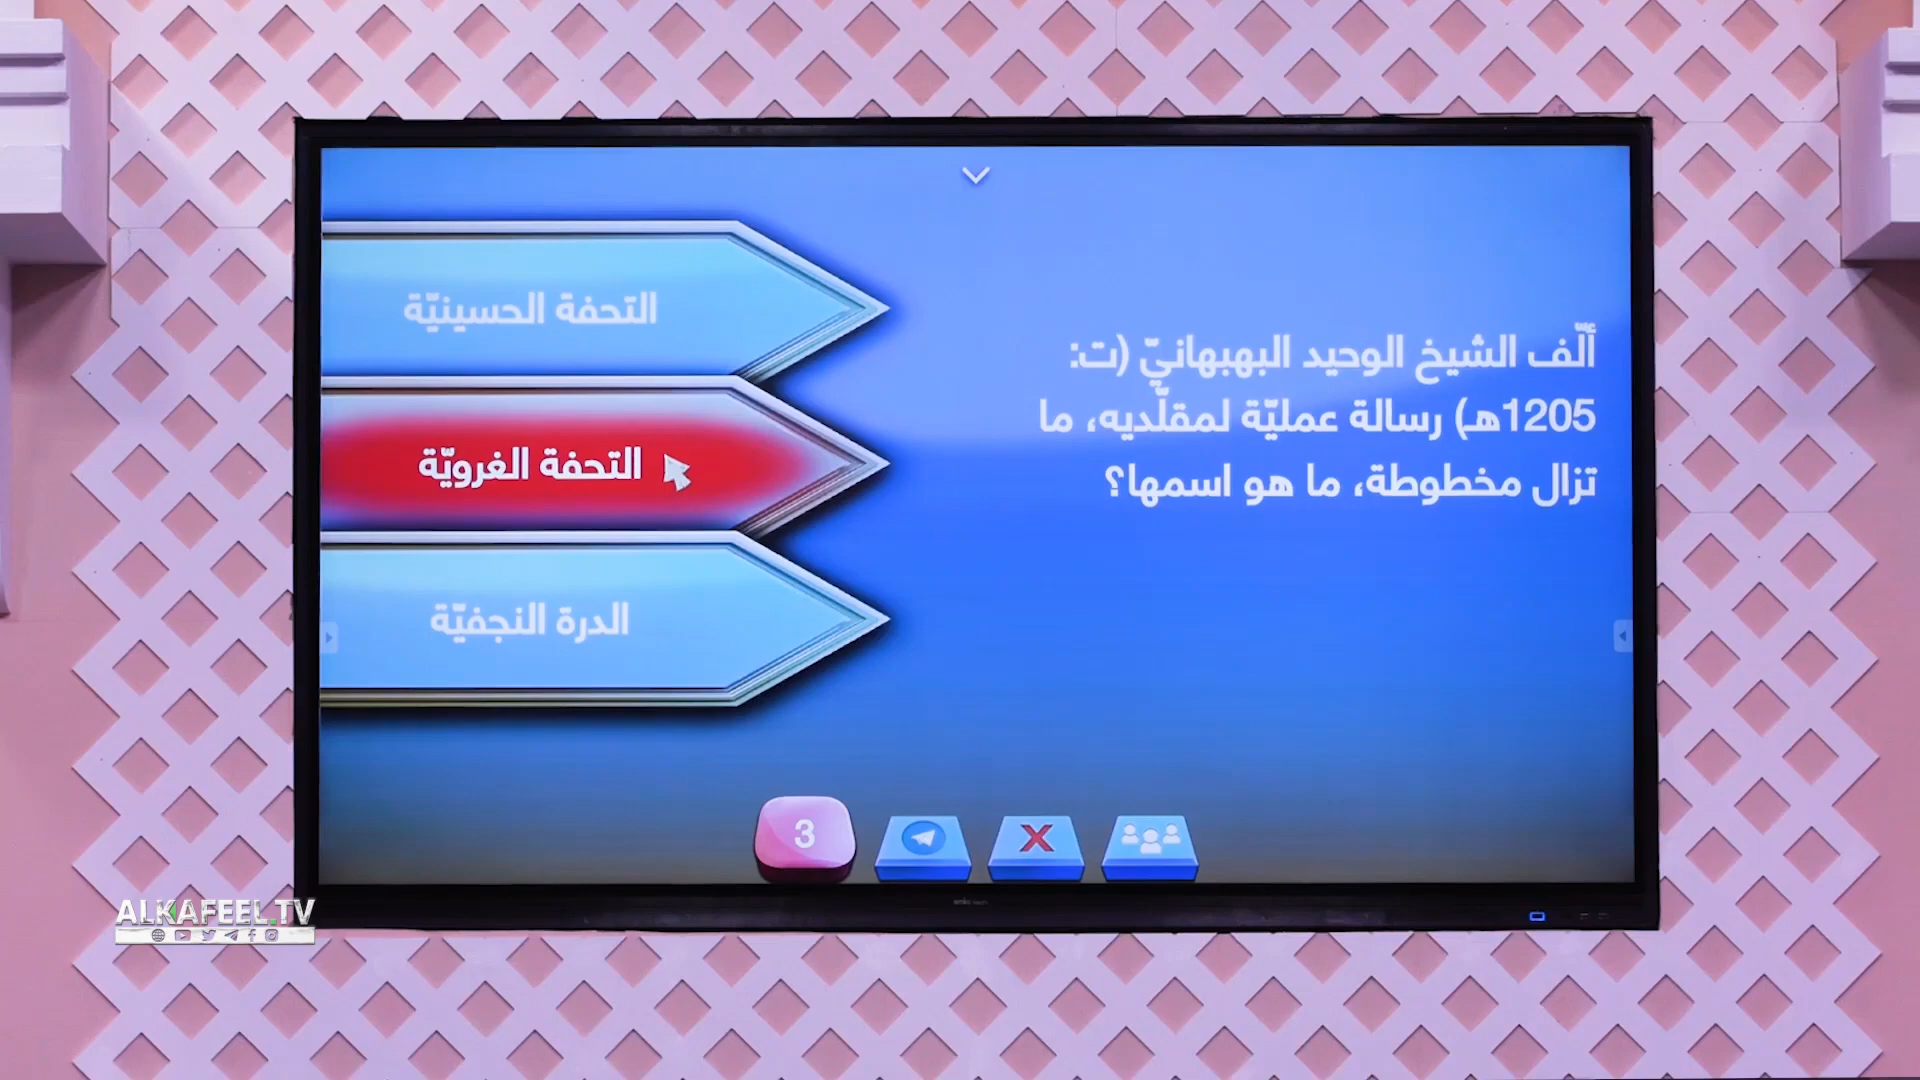 ألّف الشيخ الوحيد البهبهانيّ (ت:
1205هـ) رسالة عمليّة لمقلّديه، ما
تزال مخطوطة، ما هو اسمها؟
التحفة الحسينيّة
التحفة الغرويّة
الدرة النجفيّة
3
X
ALKAFEEL.TV